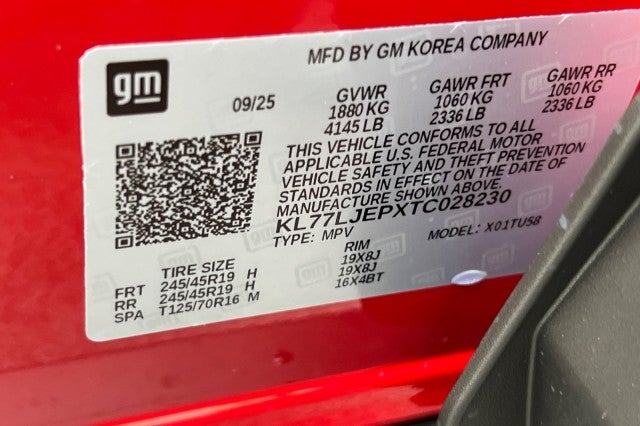 gm
MFD BY GM KOREA COMPANY
09/25
GVWR
1880 KG
4145 LB
GAWR FRT
1060 KG
2336 LB
GAWR RR
1060 KG
2336 LB
THIS VEHICLE CONFORMS TO ALL
APPLICABLE U.S. FEDERAL MOTOR
VEHICLE SAFETY AND THEFT PREVENTION
STANDARDS IN EFFECT ON THE DATE OF
MANUFACTURE SHOWN ABOVE.
KL77LJEPXTC028230
TYPE: MPV
MODEL: X01TU58
TIRE SIZE
RIM
FRT 245/45R19 H 19X8J
RR 245/45R19 H 19X8J
SPA T125/70R16 M 16X4BT